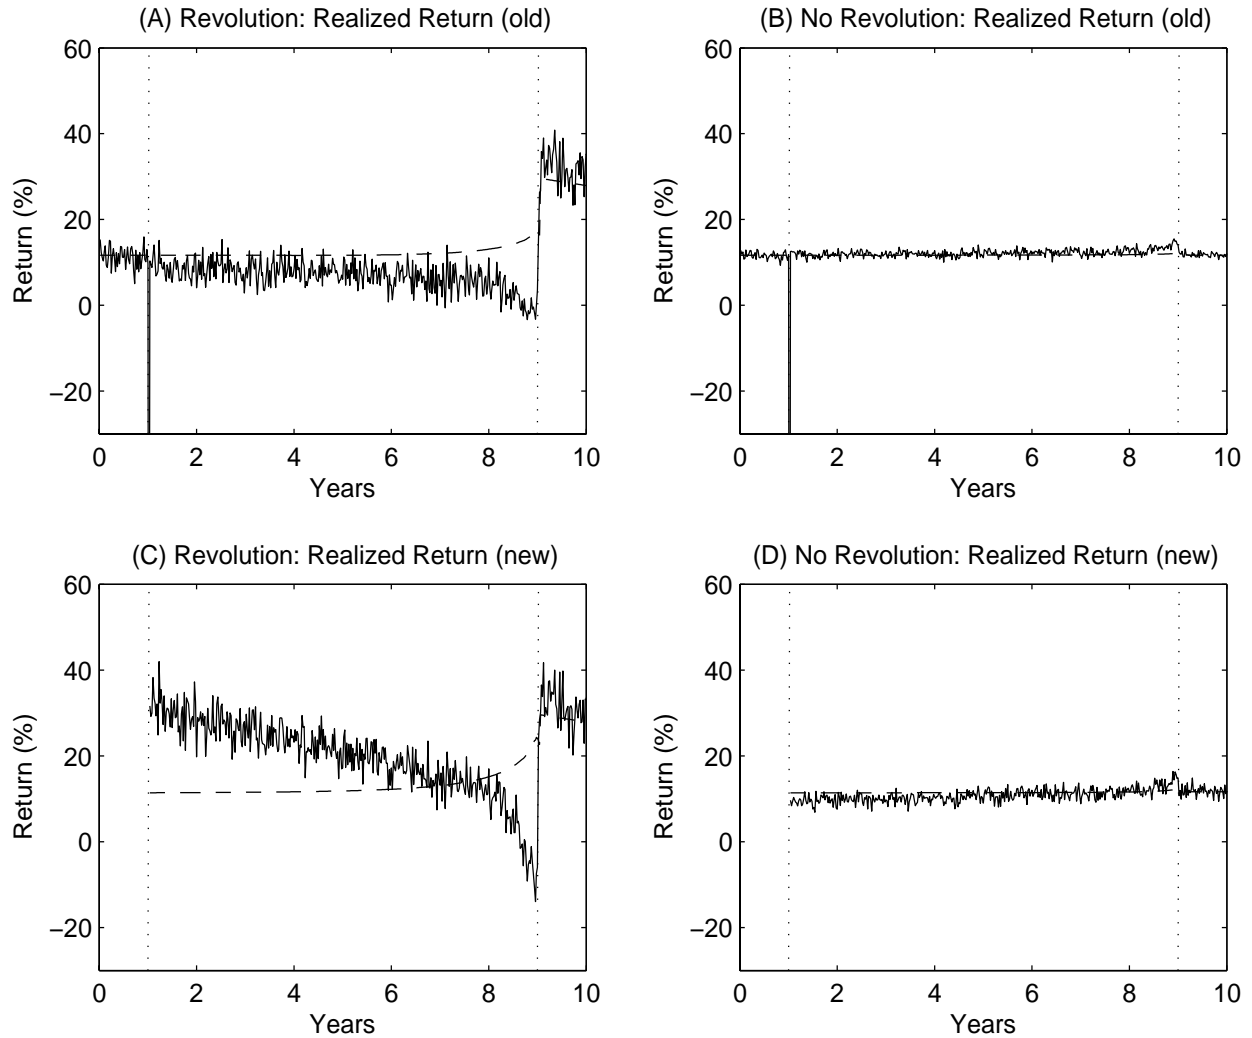 (A) Revolution: Realized Return (old)
60
40
20
0
−20
Return (%)
0 2 4 6 8 10
Years
(B) No Revolution: Realized Return (old)
60
40
20
0
−20
Return (%)
0 2 4 6 8 10
Years
(C) Revolution: Realized Return (new)
60
40
20
0
−20
Return (%)
0 2 4 6 8 10
Years
(D) No Revolution: Realized Return (new)
60
40
20
0
−20
Return (%)
0 2 4 6 8 10
Years